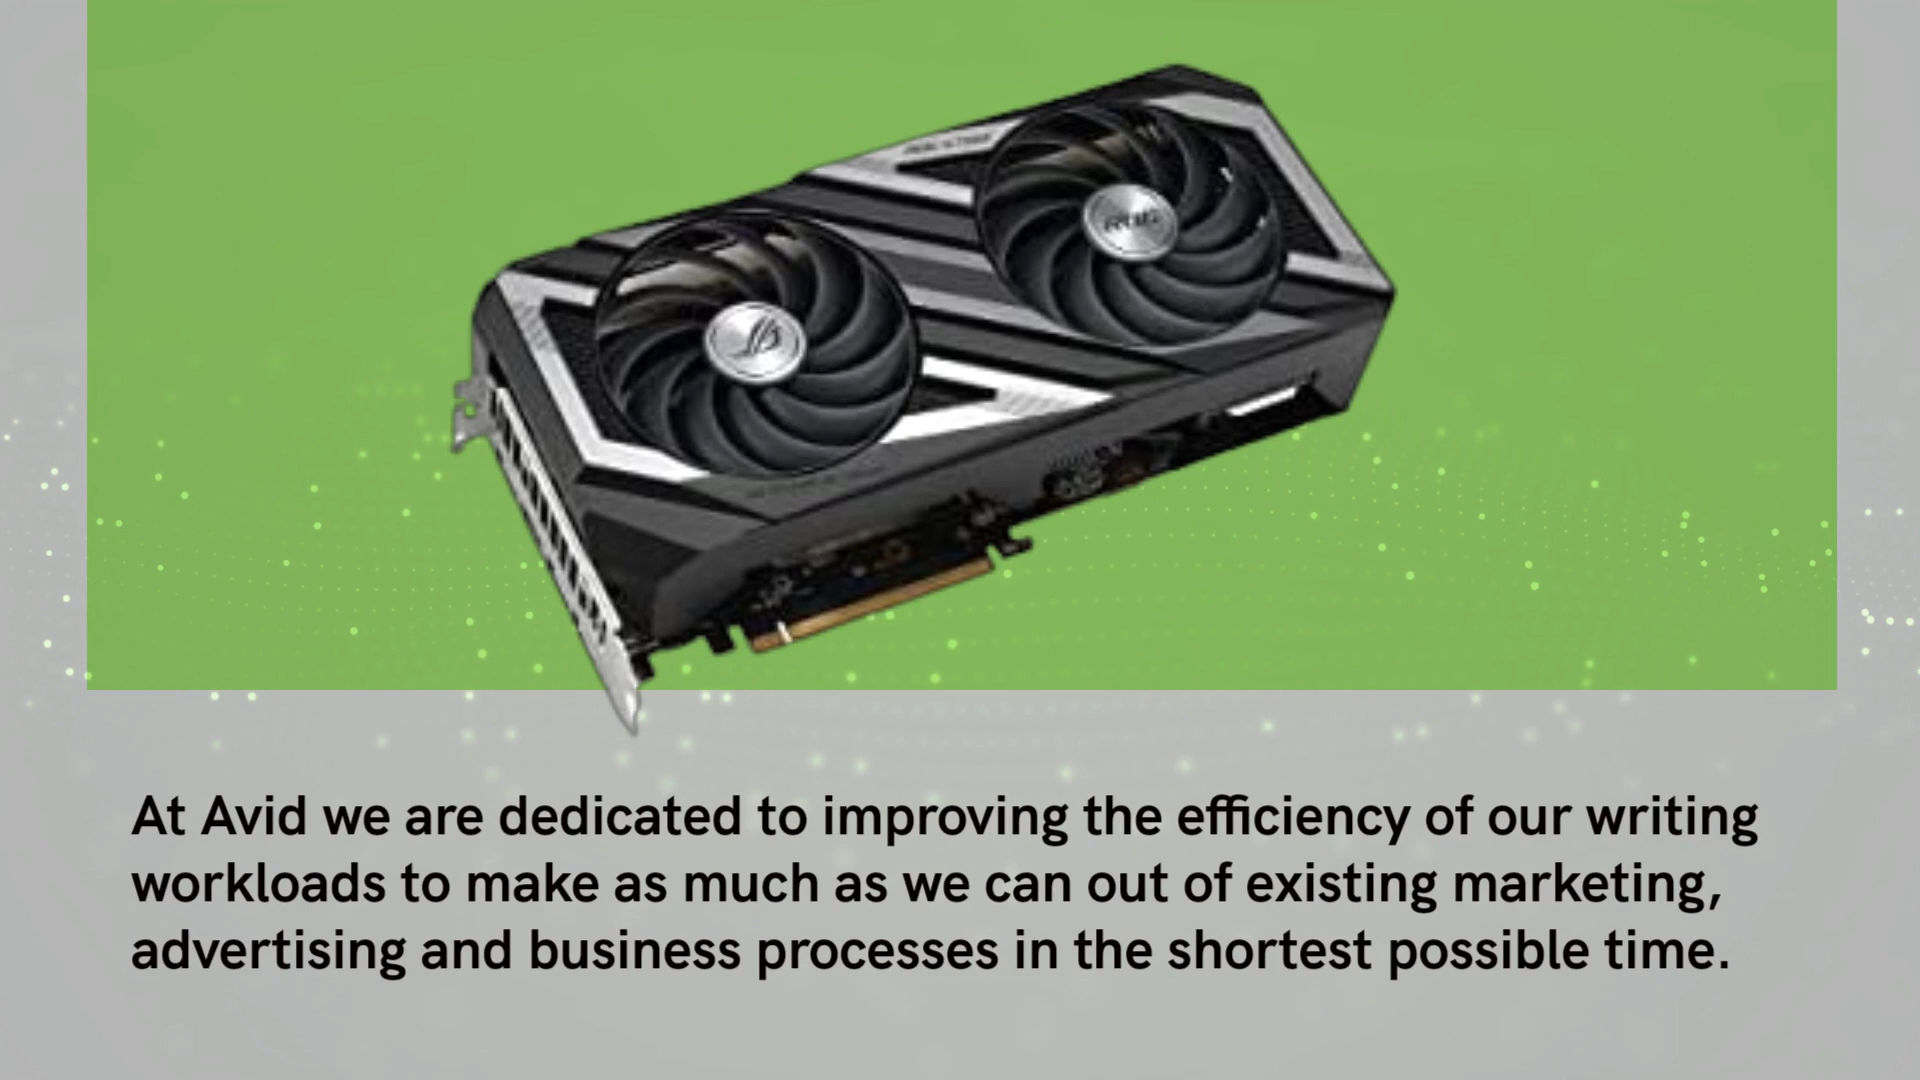 At Avid we are dedicated to improving the efficiency of our writing
workloads to make as much as we can out of existing marketing,
advertising and business processes in the shortest possible time.